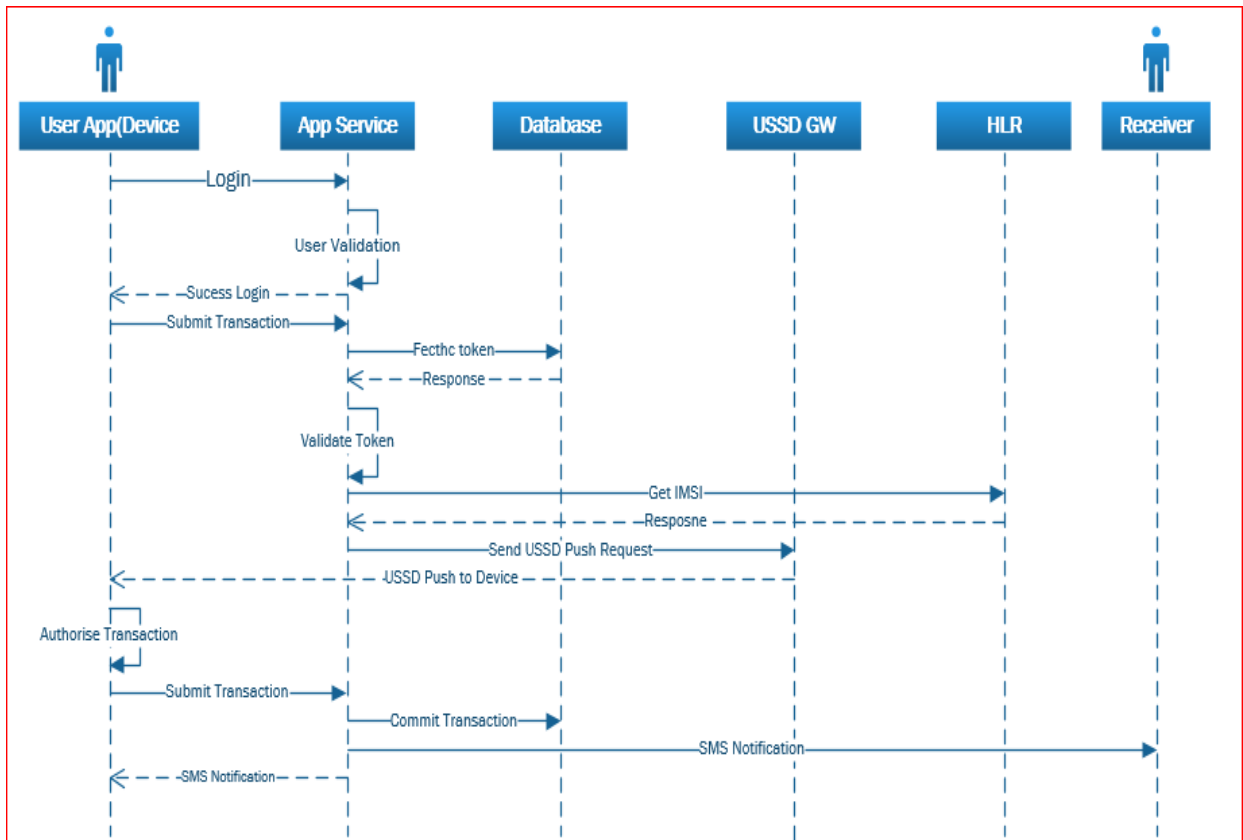 User App(Device
App Service
Database
USSD GW
HLR
Receiver
Login
User Validation
Sucess Login
Submit Transaction
Fecthc token
Response
Validate Token
Get IMSI
Resposne
Send USSD Push Request
USSD Push to Device
Authorise Transaction
Submit Transaction
Commit Transaction
SMS Notification
SMS Notification